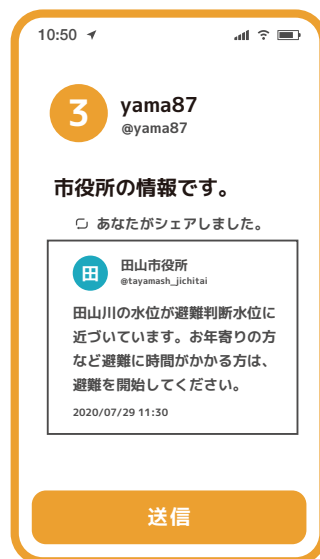 10:50
3
yama87
@yama87
市役所の情報です。
あなたがシェアしました。
田
田山市役所
@tayamash_jichitai
田山川の水位が避難判断水位に
近づいています。お年寄りの方
など避難に時間がかかる方は、
避難を開始してください。
2020/07/29 11:30
送信